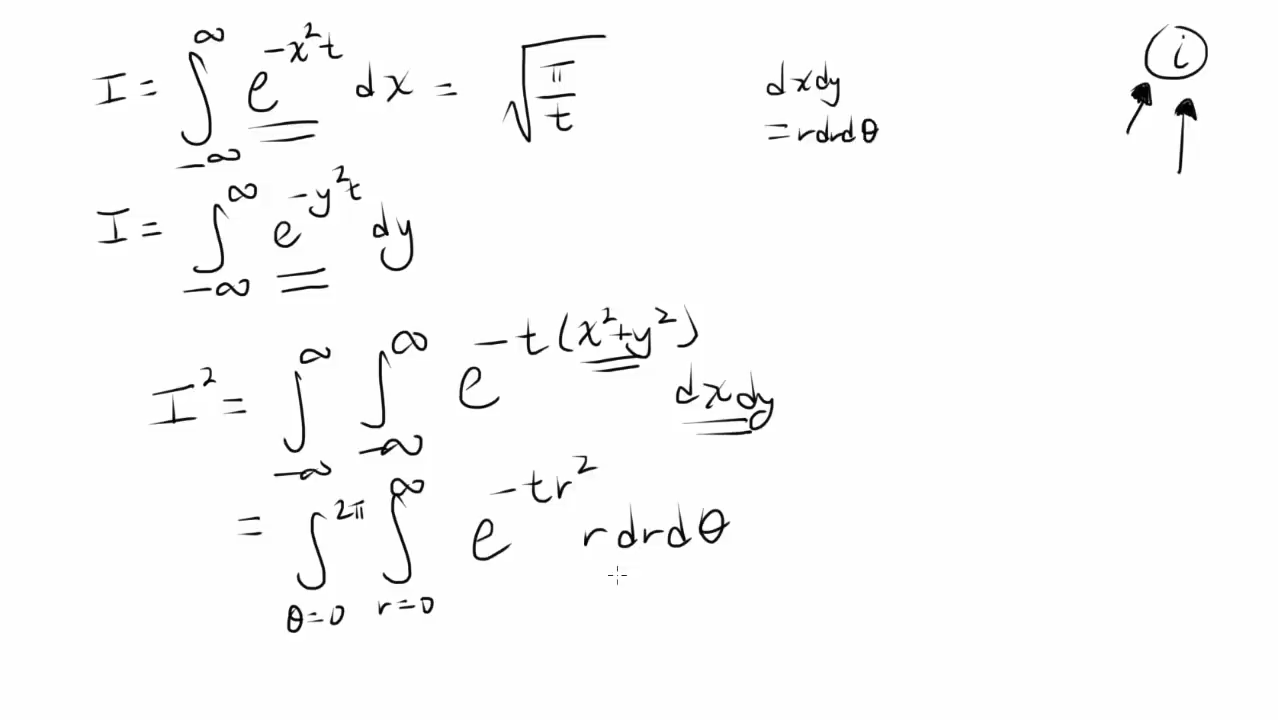 I = ∫_{-∞}^{∞} e^{-x²t} dx = √(π/t)
dxdy
= rdrdθ
i
I = ∫_{-∞}^{∞} e^{-y²t} dy
I² = ∫_{-∞}^{∞} ∫_{-∞}^{∞} e^{-t(x²+y²)} dxdy
= ∫_{θ=0}^{2π} ∫_{r=0}^{∞} e^{-tr²} rdrdθ